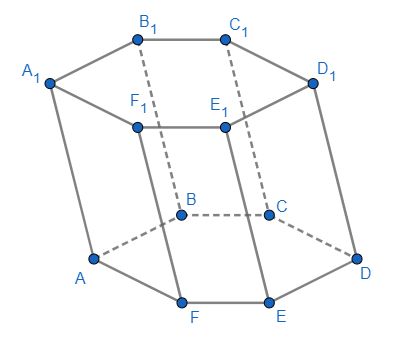 B₁ C₁
A₁ D₁
F₁ E₁
B C
A D
F E